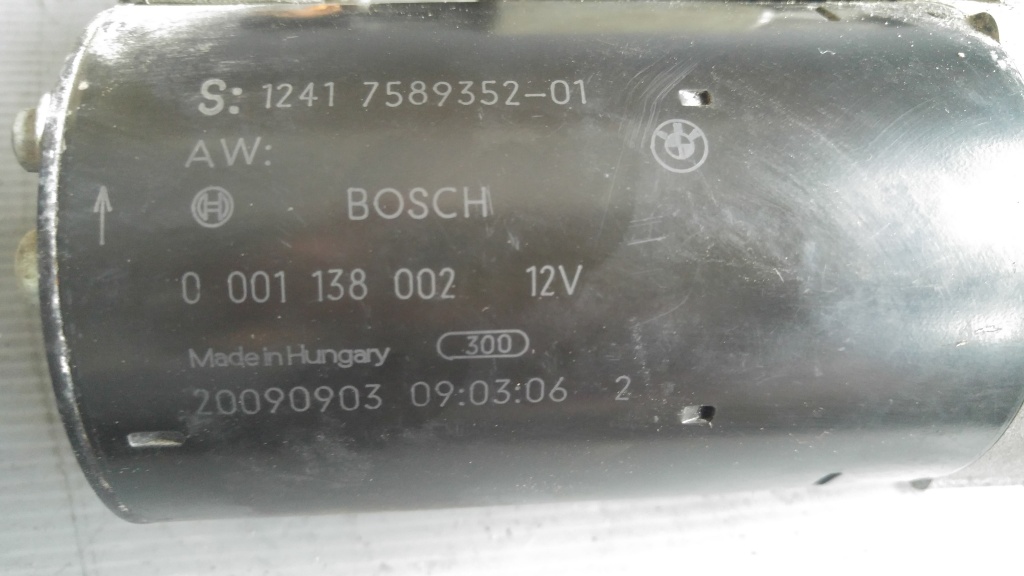 S: 1241 7589352-01
AW:
BOSCH
0 001 138 002 12V
Made in Hungary 300
20090903 09:03:06 2